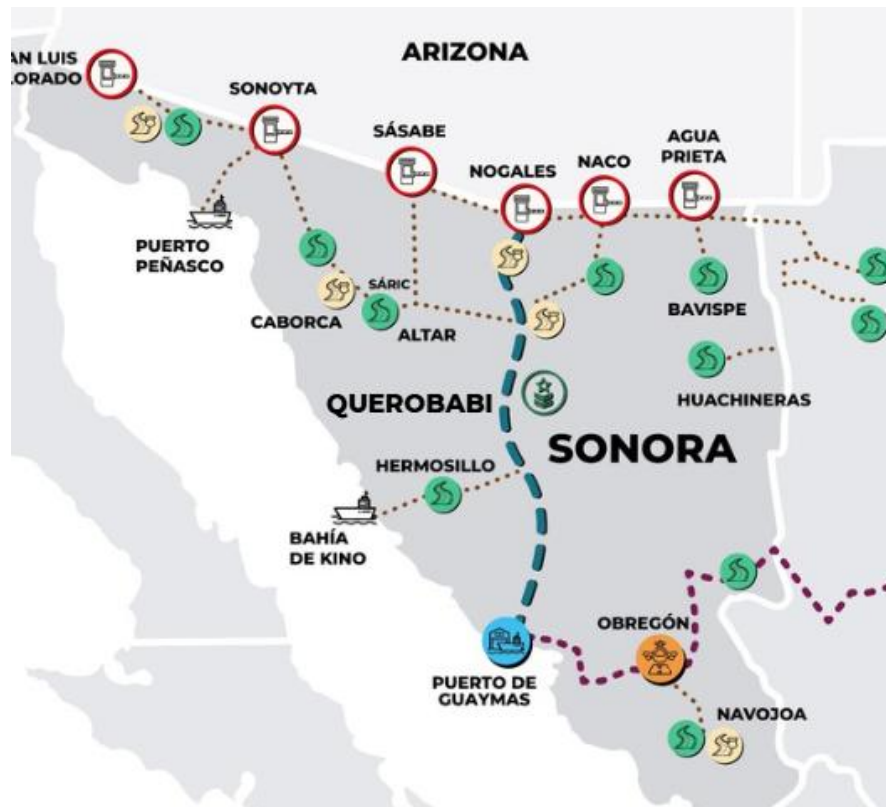 ARIZONA
AN LUIS
LORADO
SONOYTA
SÁSABE
NOGALES
NACO
AGUA
PRIETA
PUERTO
PEÑASCO
SÁRIC
CABORCA
ALTAR
BAVISPE
HUACHINERAS
QUEROBABI
SONORA
HERMOSILLO
BAHÍA
DE KINO
OBREGÓN
PUERTO DE
GUAYMAS
NAVOJOA